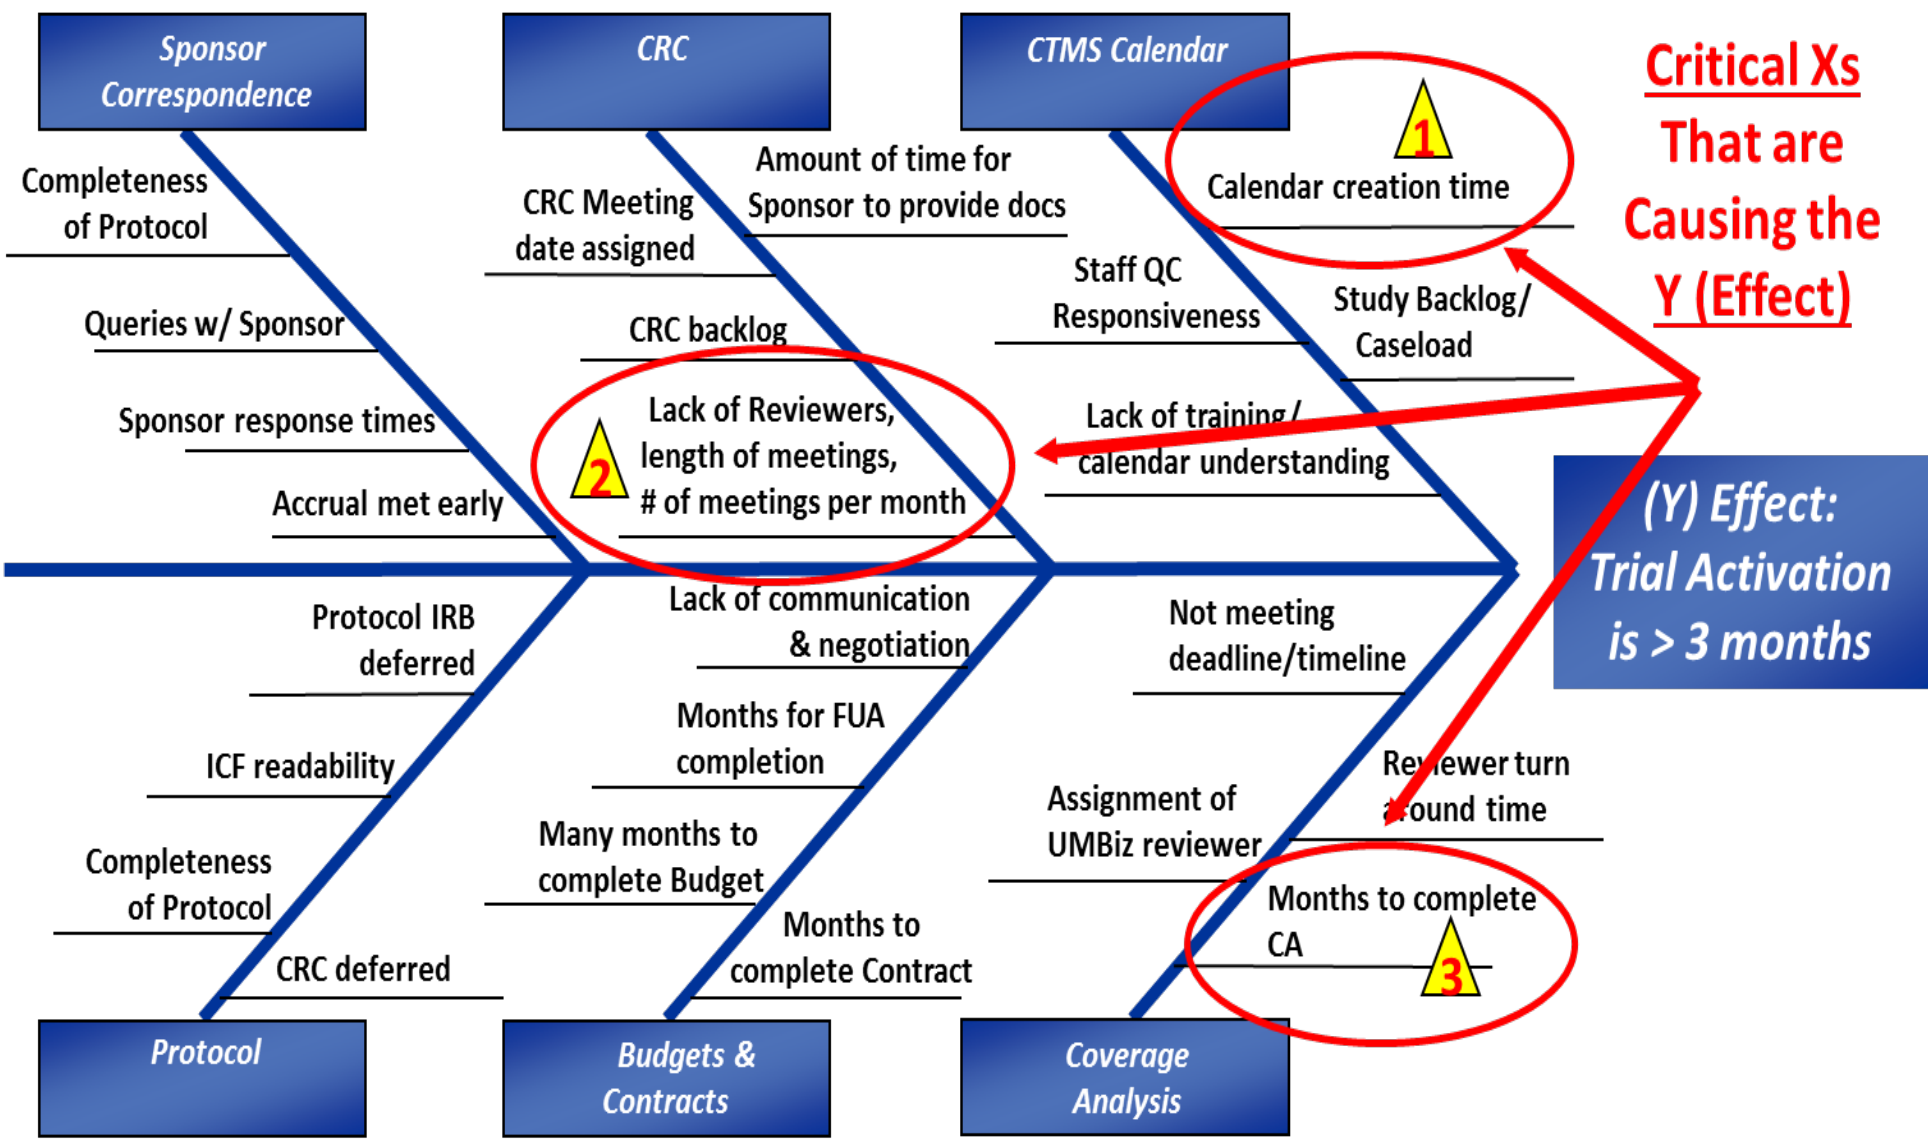 Sponsor
Correspondence
CRC
CTMS Calendar
Critical Xs
That are
Causing the
Y (Effect)
Completeness
of Protocol
Queries w/ Sponsor
Sponsor response times
Accrual met early
Amount of time for
Sponsor to provide docs
CRC Meeting
date assigned
CRC backlog
2
Lack of Reviewers,
length of meetings,
# of meetings per month
1
Calendar creation time
Staff QC
Responsiveness
Study Backlog/
Caseload
Lack of training/
calendar understanding
(Y) Effect:
Trial Activation
is > 3 months
Protocol IRB
deferred
ICF readability
Completeness
of Protocol
CRC deferred
Lack of communication
& negotiation
Months for FUA
completion
Many months to
complete Budget
Months to
complete Contract
Not meeting
deadline/timeline
Reviewer turn
around time
Assignment of
UMBiz reviewer
Months to complete
CA
3
Protocol
Budgets &
Contracts
Coverage
Analysis